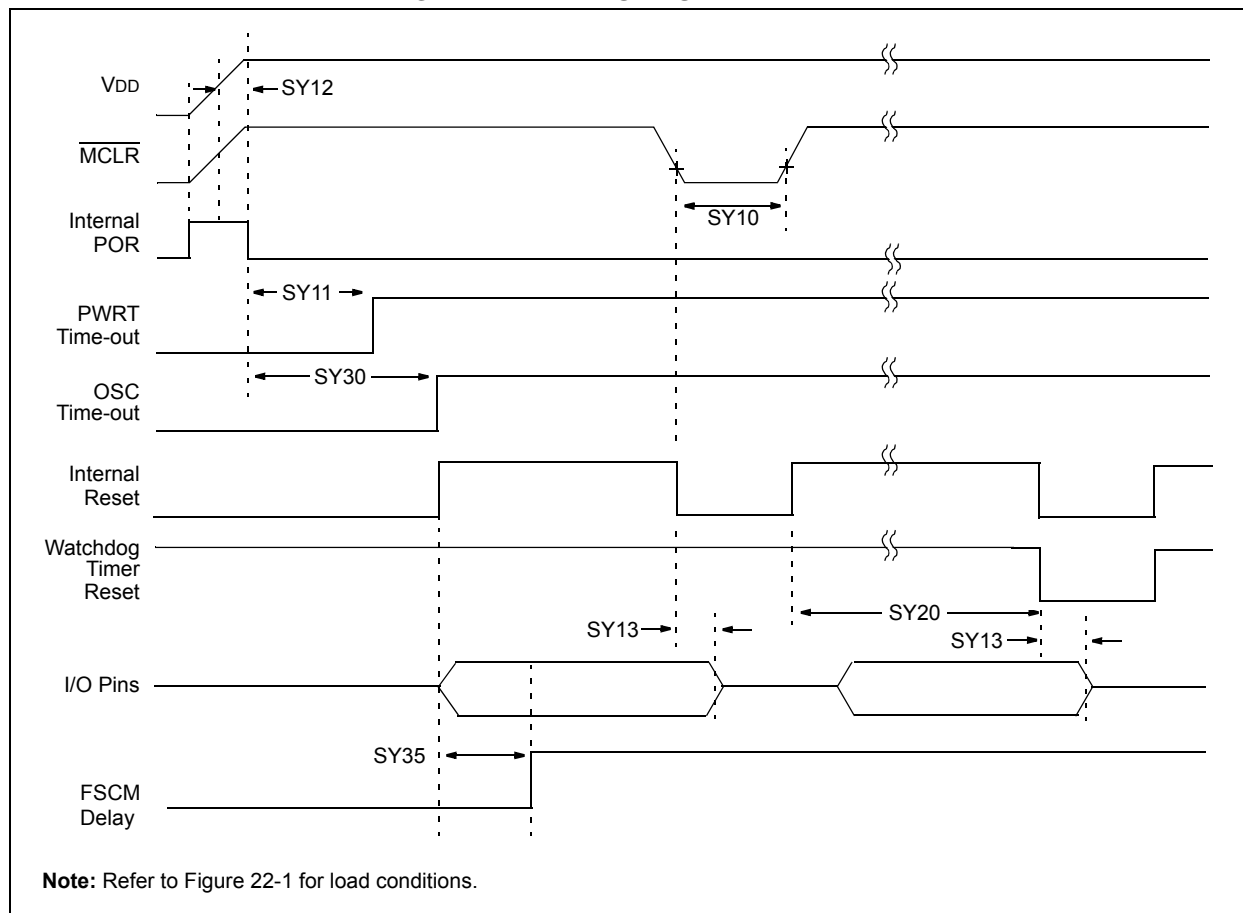 VDD
SY12
MCLR
SY10
Internal
POR
SY11
PWRT
Time-out
SY30
OSC
Time-out
Internal
Reset
Watchdog
Timer
Reset
SY20
SY13
SY13
I/O Pins
SY35
FSCM
Delay
Note: Refer to Figure 22-1 for load conditions.